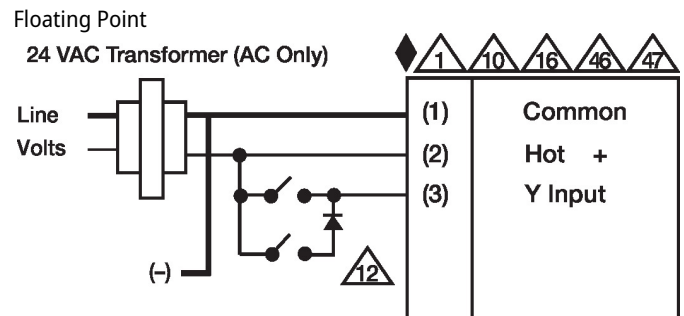 Floating Point
24 VAC Transformer (AC Only)
1 10 16 46 47
Line
Volts
(1) Common
(2) Hot +
(3) Y Input
(–)
12